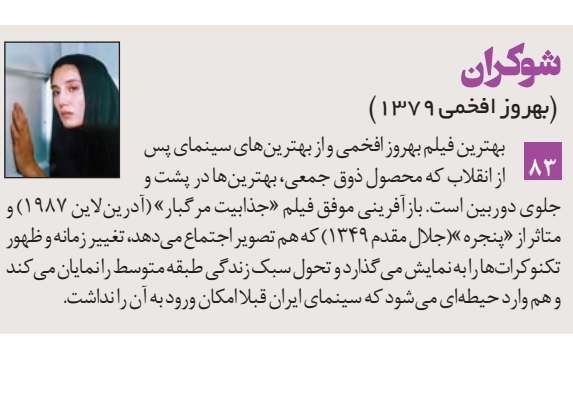 شوکران
(بهروز افخمی ۱۳۷۹)
۸۳
بهترین فیلم بهروز افخمی و از بهترین‌های سینمای پس
از انقلاب که محصول ذوق جمعی، بهترین‌ها در پشت و
جلوی دوربین است. بازآفرینی موفق فیلم «جذابیت مرگبار» (آدرین لاین ۱۹۸۷) و
متاثر از «پنجره» (جلال مقدم ۱۳۴۹) که هم تصویر اجتماع می‌دهد، تغییر زمانه و ظهور
تکنوکرات‌ها را به نمایش می‌گذارد و تحول سبک زندگی طبقه متوسط را نمایان می‌کند
و هم وارد حیطه‌ای می‌شود که سینمای ایران قبلا امکان ورود به آن را نداشت.